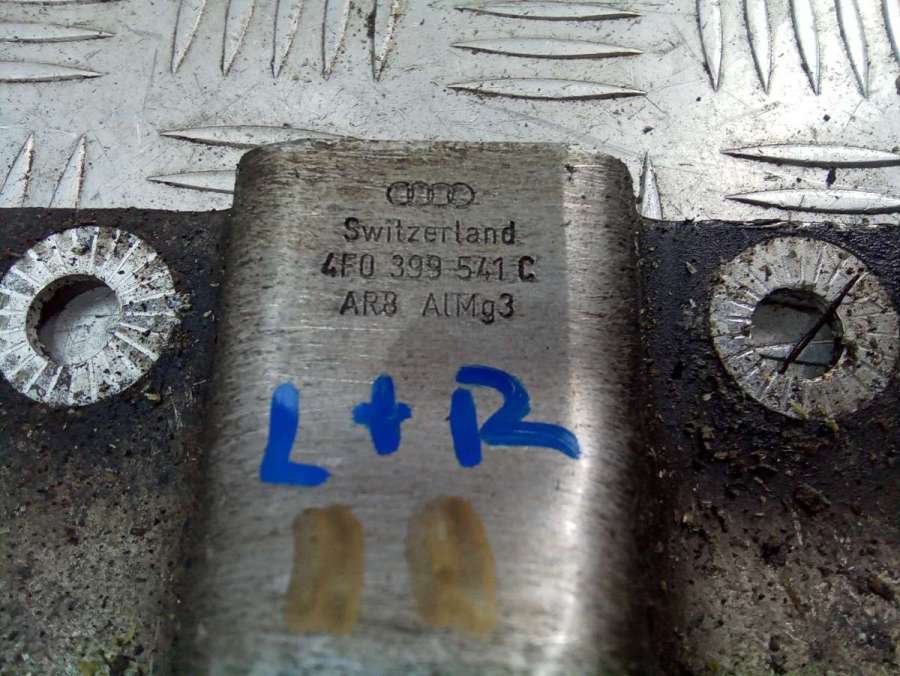 Switzerland
4F0 399 541 C
AR8 AlMg3
L+R